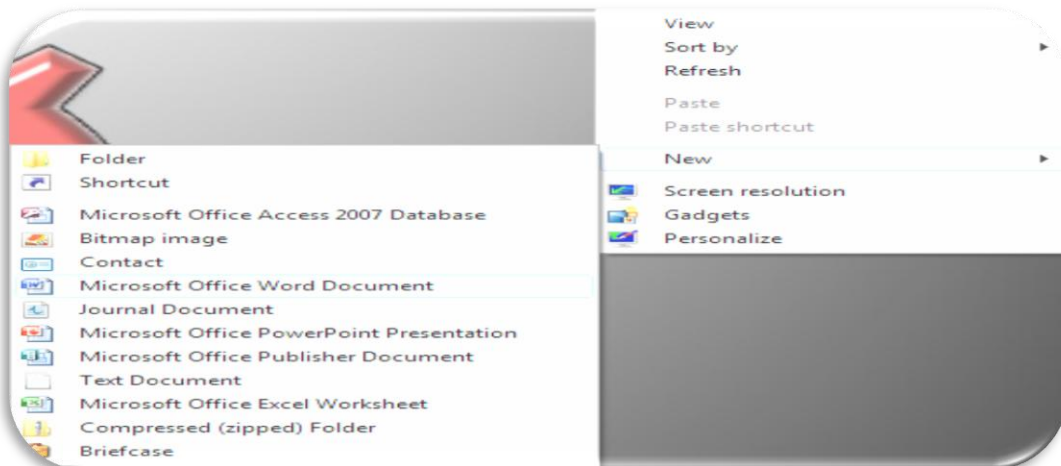 View
Sort by
Refresh
Paste
Paste shortcut
New
Screen resolution
Gadgets
Personalize
Folder
Shortcut
Microsoft Office Access 2007 Database
Bitmap image
Contact
Microsoft Office Word Document
Journal Document
Microsoft Office PowerPoint Presentation
Microsoft Office Publisher Document
Text Document
Microsoft Office Excel Worksheet
Compressed (zipped) Folder
Briefcase